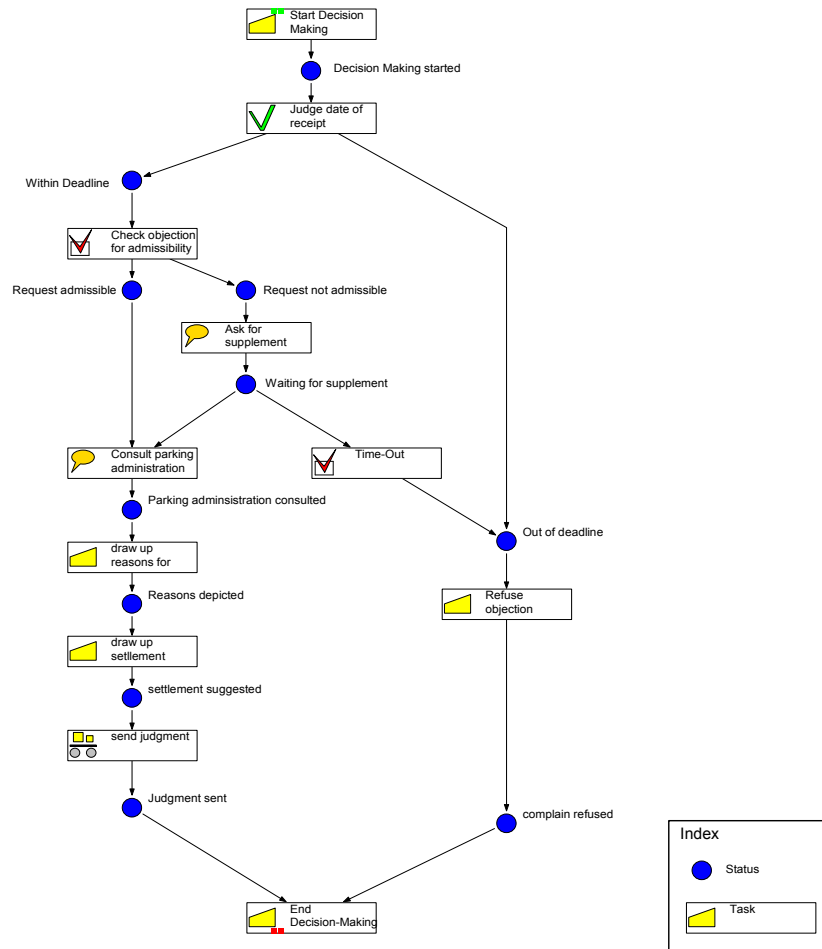 Start Decision
Making
Decision Making started
Judge date of
receipt
Within Deadline
Check objection
for admissibility
Request admissible
Request not admissible
Ask for
supplement
Waiting for supplement
Consult parking
administration
Time-Out
Parking adminsistration consulted
Out of deadline
draw up
reasons for
Reasons depicted
Refuse
objection
draw up
setllement
settlement suggested
send judgment
Judgment sent
complain refused
Index
Status
Task
End
Decision-Making